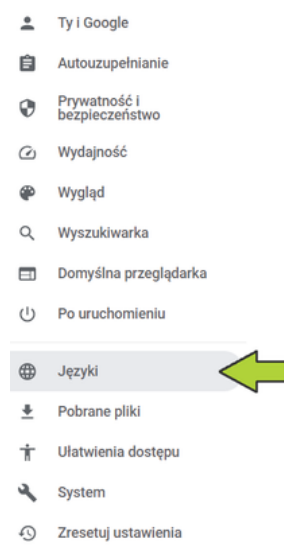 Ty i Google
Autouzupełnianie
Prywatność i
bezpieczeństwo
Wydajność
Wygląd
Wyszukiwarka
Domyślna przeglądarka
Po uruchomieniu
Języki
Pobrane pliki
Ułatwienia dostępu
System
Zresetuj ustawienia